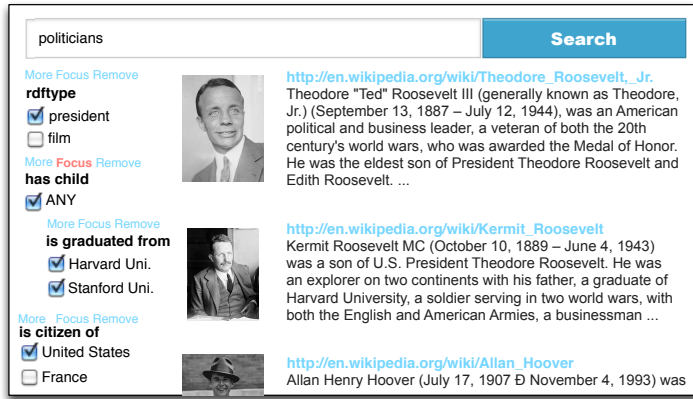 politicians
Search
More Focus Remove
rdftype
president
film
More Focus Remove
has child
ANY
More Focus Remove
is graduated from
Harvard Uni.
Stanford Uni.
More Focus Remove
is citizen of
United States
France
http://en.wikipedia.org/wiki/Theodore_Roosevelt,_Jr.
Theodore "Ted" Roosevelt III (generally known as Theodore,
Jr.) (September 13, 1887 – July 12, 1944), was an American
political and business leader, a veteran of both the 20th
century's world wars, who was awarded the Medal of Honor.
He was the eldest son of President Theodore Roosevelt and
Edith Roosevelt. ...
http://en.wikipedia.org/wiki/Kermit_Roosevelt
Kermit Roosevelt MC (October 10, 1889 – June 4, 1943)
was a son of U.S. President Theodore Roosevelt. He was
an explorer on two continents with his father, a graduate of
Harvard University, a soldier serving in two world wars, with
both the English and American Armies, a businessman ...
http://en.wikipedia.org/wiki/Allan_Hoover
Allan Henry Hoover (July 17, 1907 Ð November 4, 1993) was